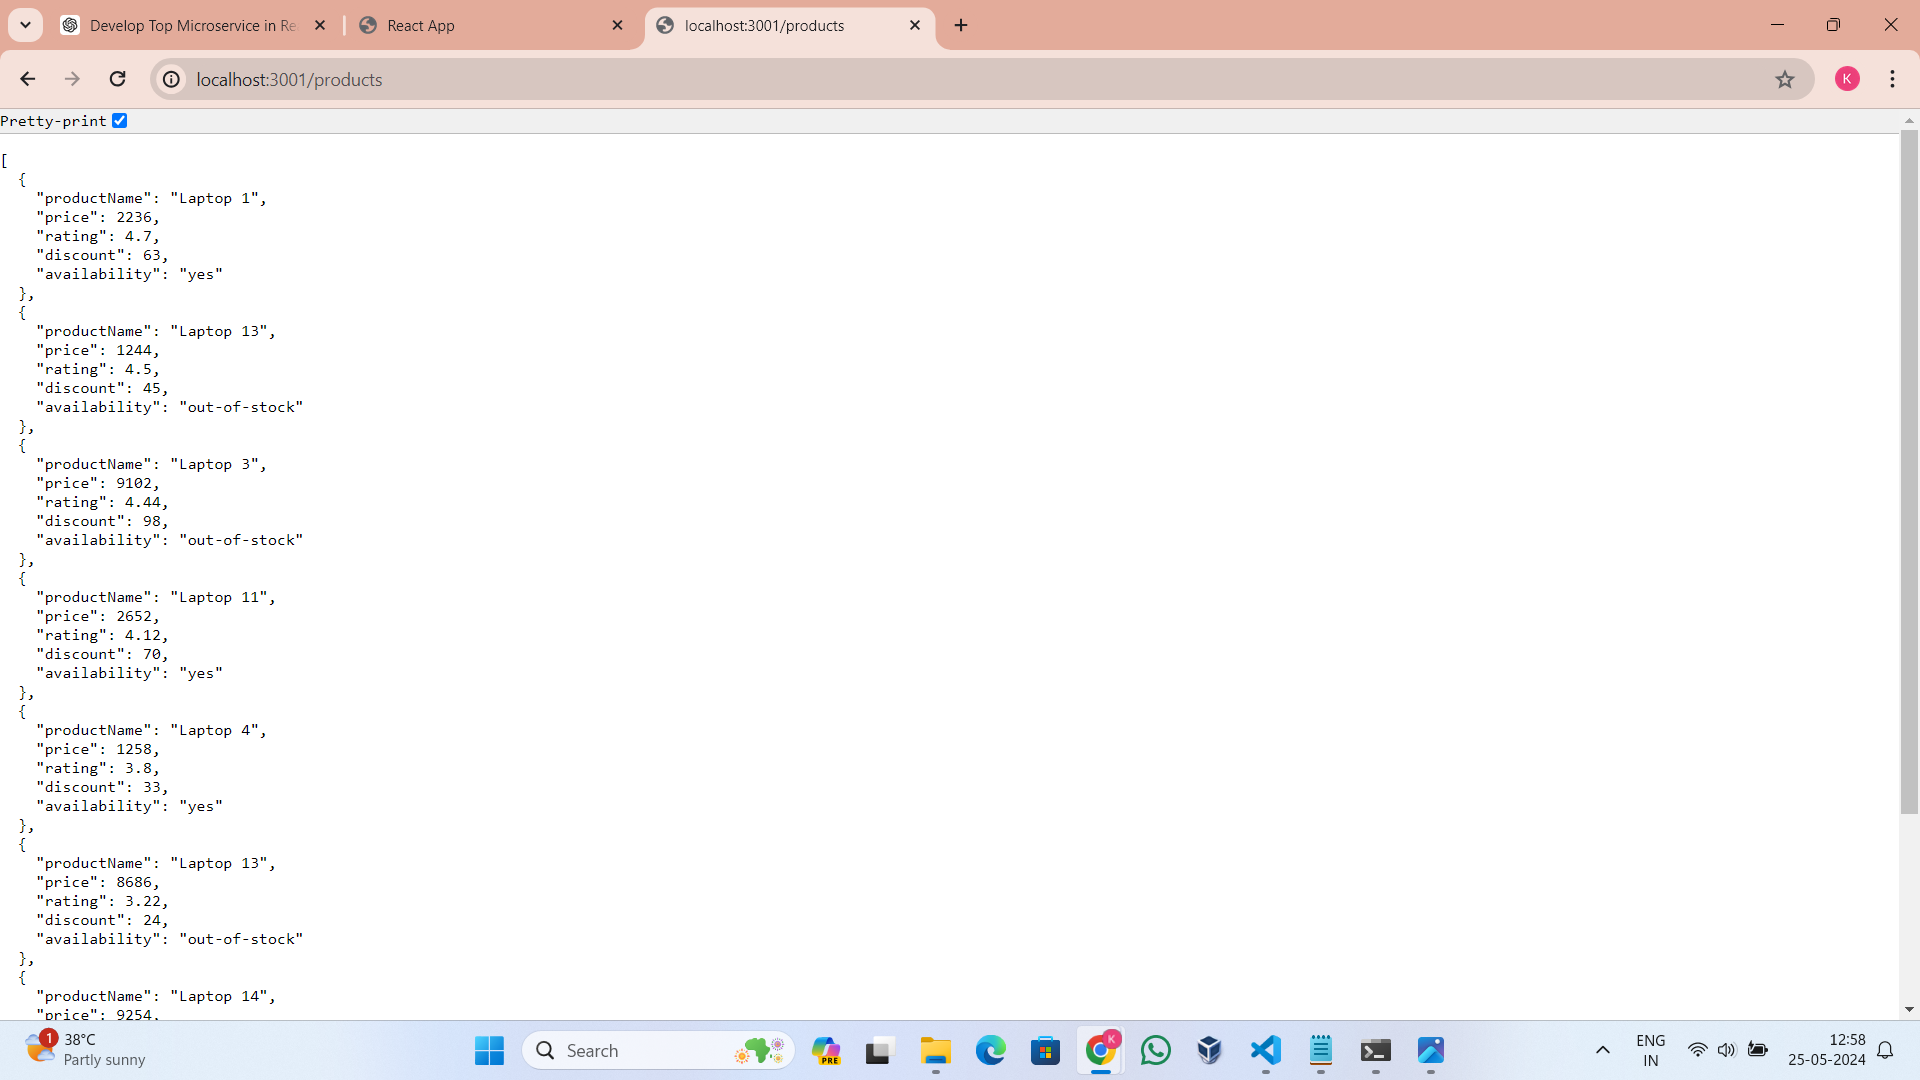 Develop Top Microservice in Re
React App
localhost:3001/products
localhost:3001/products
K
Pretty-print
[
  {
    "productName": "Laptop 1",
    "price": 2236,
    "rating": 4.7,
    "discount": 63,
    "availability": "yes"
  },
  {
    "productName": "Laptop 13",
    "price": 1244,
    "rating": 4.5,
    "discount": 45,
    "availability": "out-of-stock"
  },
  {
    "productName": "Laptop 3",
    "price": 9102,
    "rating": 4.44,
    "discount": 98,
    "availability": "out-of-stock"
  },
  {
    "productName": "Laptop 11",
    "price": 2652,
    "rating": 4.12,
    "discount": 70,
    "availability": "yes"
  },
  {
    "productName": "Laptop 4",
    "price": 1258,
    "rating": 3.8,
    "discount": 33,
    "availability": "yes"
  },
  {
    "productName": "Laptop 13",
    "price": 8686,
    "rating": 3.22,
    "discount": 24,
    "availability": "out-of-stock"
  },
  {
    "productName": "Laptop 14",
    "price": 9254,
1
38°C
Partly sunny
Search
PRE
K
ENG
IN
12:58
25-05-2024